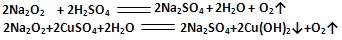 2Na₂O₂ + 2H₂SO₄ ══ 2Na₂SO₄ + 2H₂O + O₂↑
2Na₂O₂+2CuSO₄+2H₂O ══ 2Na₂SO₄+2Cu(OH)₂↓+O₂↑